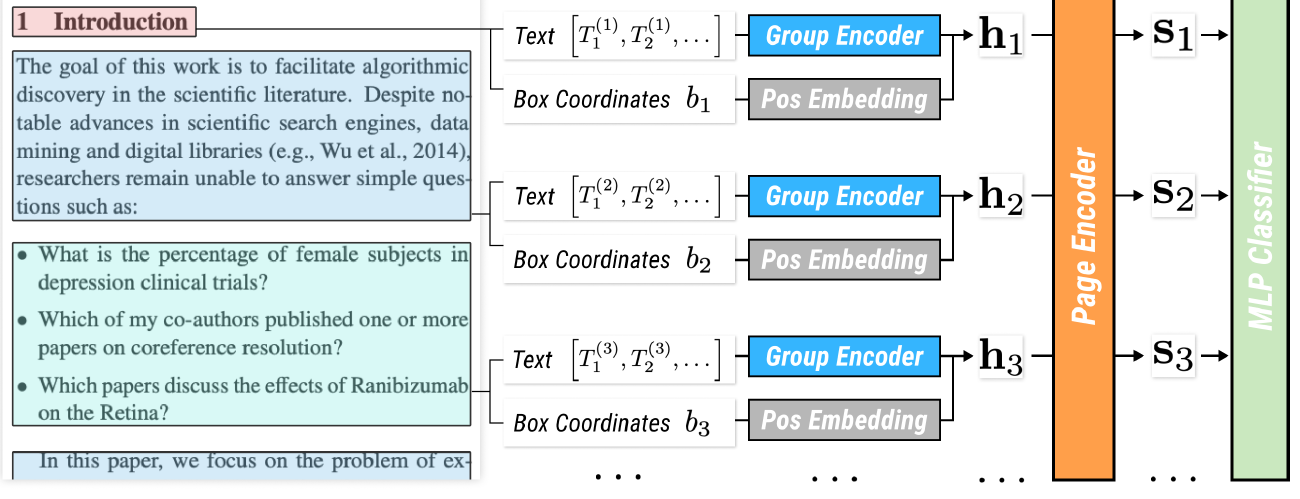 1 Introduction
The goal of this work is to facilitate algorithmic
discovery in the scientific literature. Despite no-
table advances in scientific search engines, data
mining and digital libraries (e.g., Wu et al., 2014),
researchers remain unable to answer simple ques-
tions such as:
• What is the percentage of female subjects in
depression clinical trials?
• Which of my co-authors published one or more
papers on coreference resolution?
• Which papers discuss the effects of Ranibizumab
on the Retina?
In this paper, we focus on the problem of ex-
Text [T₁⁽¹⁾, T₂⁽¹⁾, . . .] Group Encoder h₁ s₁
Box Coordinates b₁ Pos Embedding
Text [T₁⁽²⁾, T₂⁽²⁾, . . .] Group Encoder h₂ s₂
Box Coordinates b₂ Pos Embedding
Text [T₁⁽³⁾, T₂⁽³⁾, . . .] Group Encoder h₃ s₃
Box Coordinates b₃ Pos Embedding
. . . . . . . . . . . .
Page Encoder
MLP Classifier